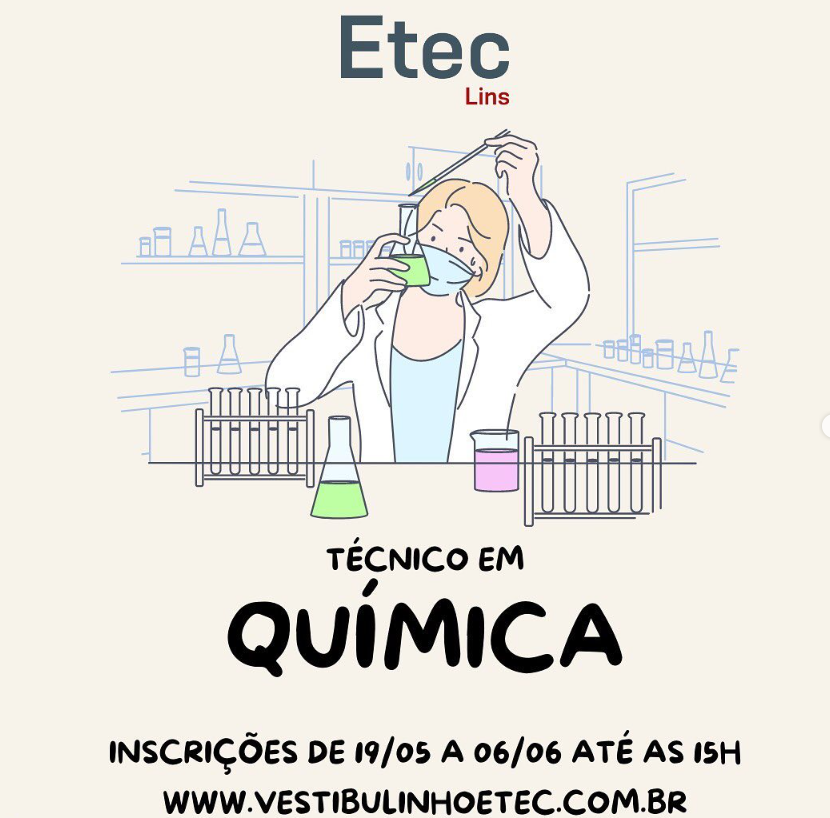 Etec
Lins
TÉCNICO EM
QUÍMICA
INSCRIÇÕES DE 19/05 A 06/06 ATÉ AS 15H
WWW.VESTIBULINHOETEC.COM.BR